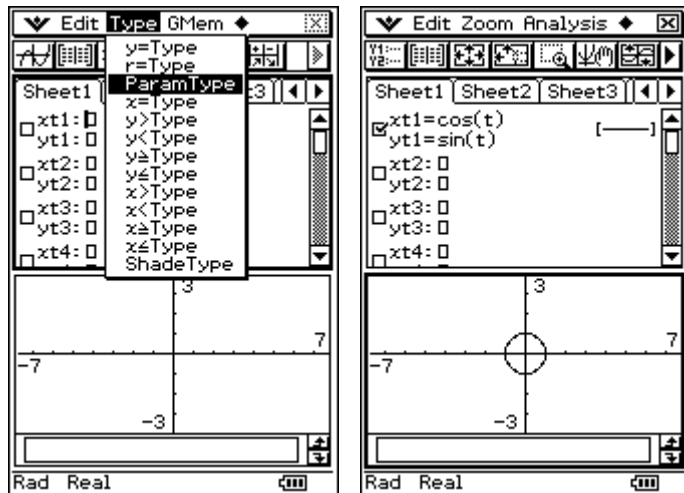 Edit Type GMem
y=Type
r=Type
ParamType
x=Type
y>Type
y<Type
y≥Type
y≤Type
x>Type
x<Type
x≥Type
x≤Type
ShadeType
Sheet1
xt1:
yt1:
xt2:
yt2:
xt3:
yt3:
xt4:
3
7
-7
-3
Rad Real
Edit Zoom Analysis
Y1:
Y2:
Sheet1 Sheet2 Sheet3
xt1=cos(t)
yt1=sin(t)
xt2:
yt2:
xt3:
yt3:
xt4:
3
7
-7
-3
Rad Real